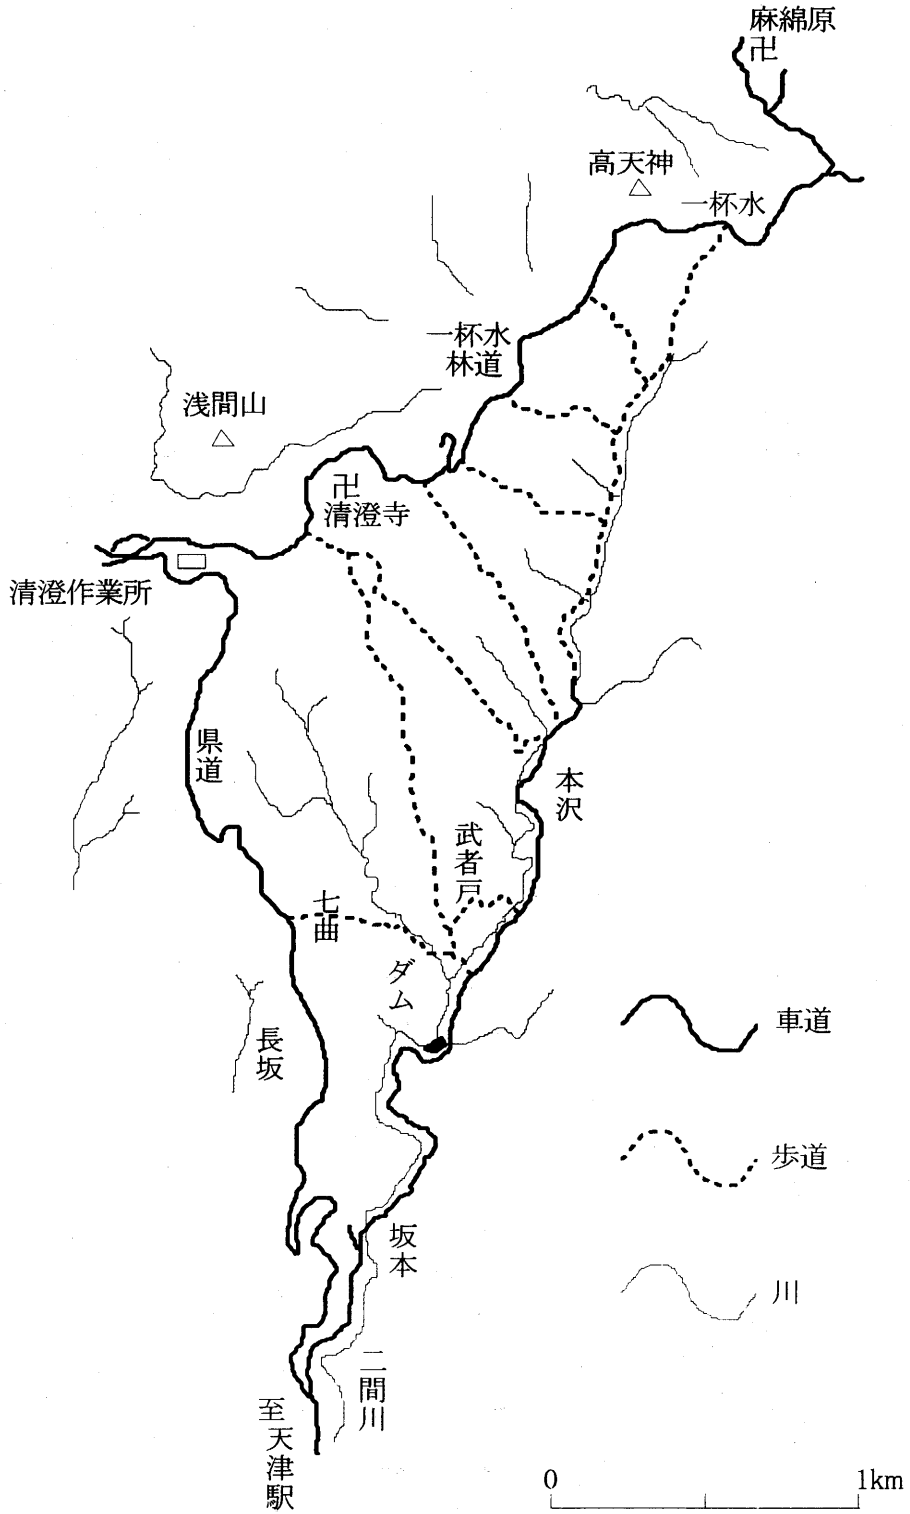 麻綿原
卍
高天神
一杯水
一杯水
林道
浅間山
卍
清澄寺
清澄作業所
県道
本沢
武者戸
七曲
ダム
長坂
車道
歩道
坂本
川
二間川
至天津駅
0
1km